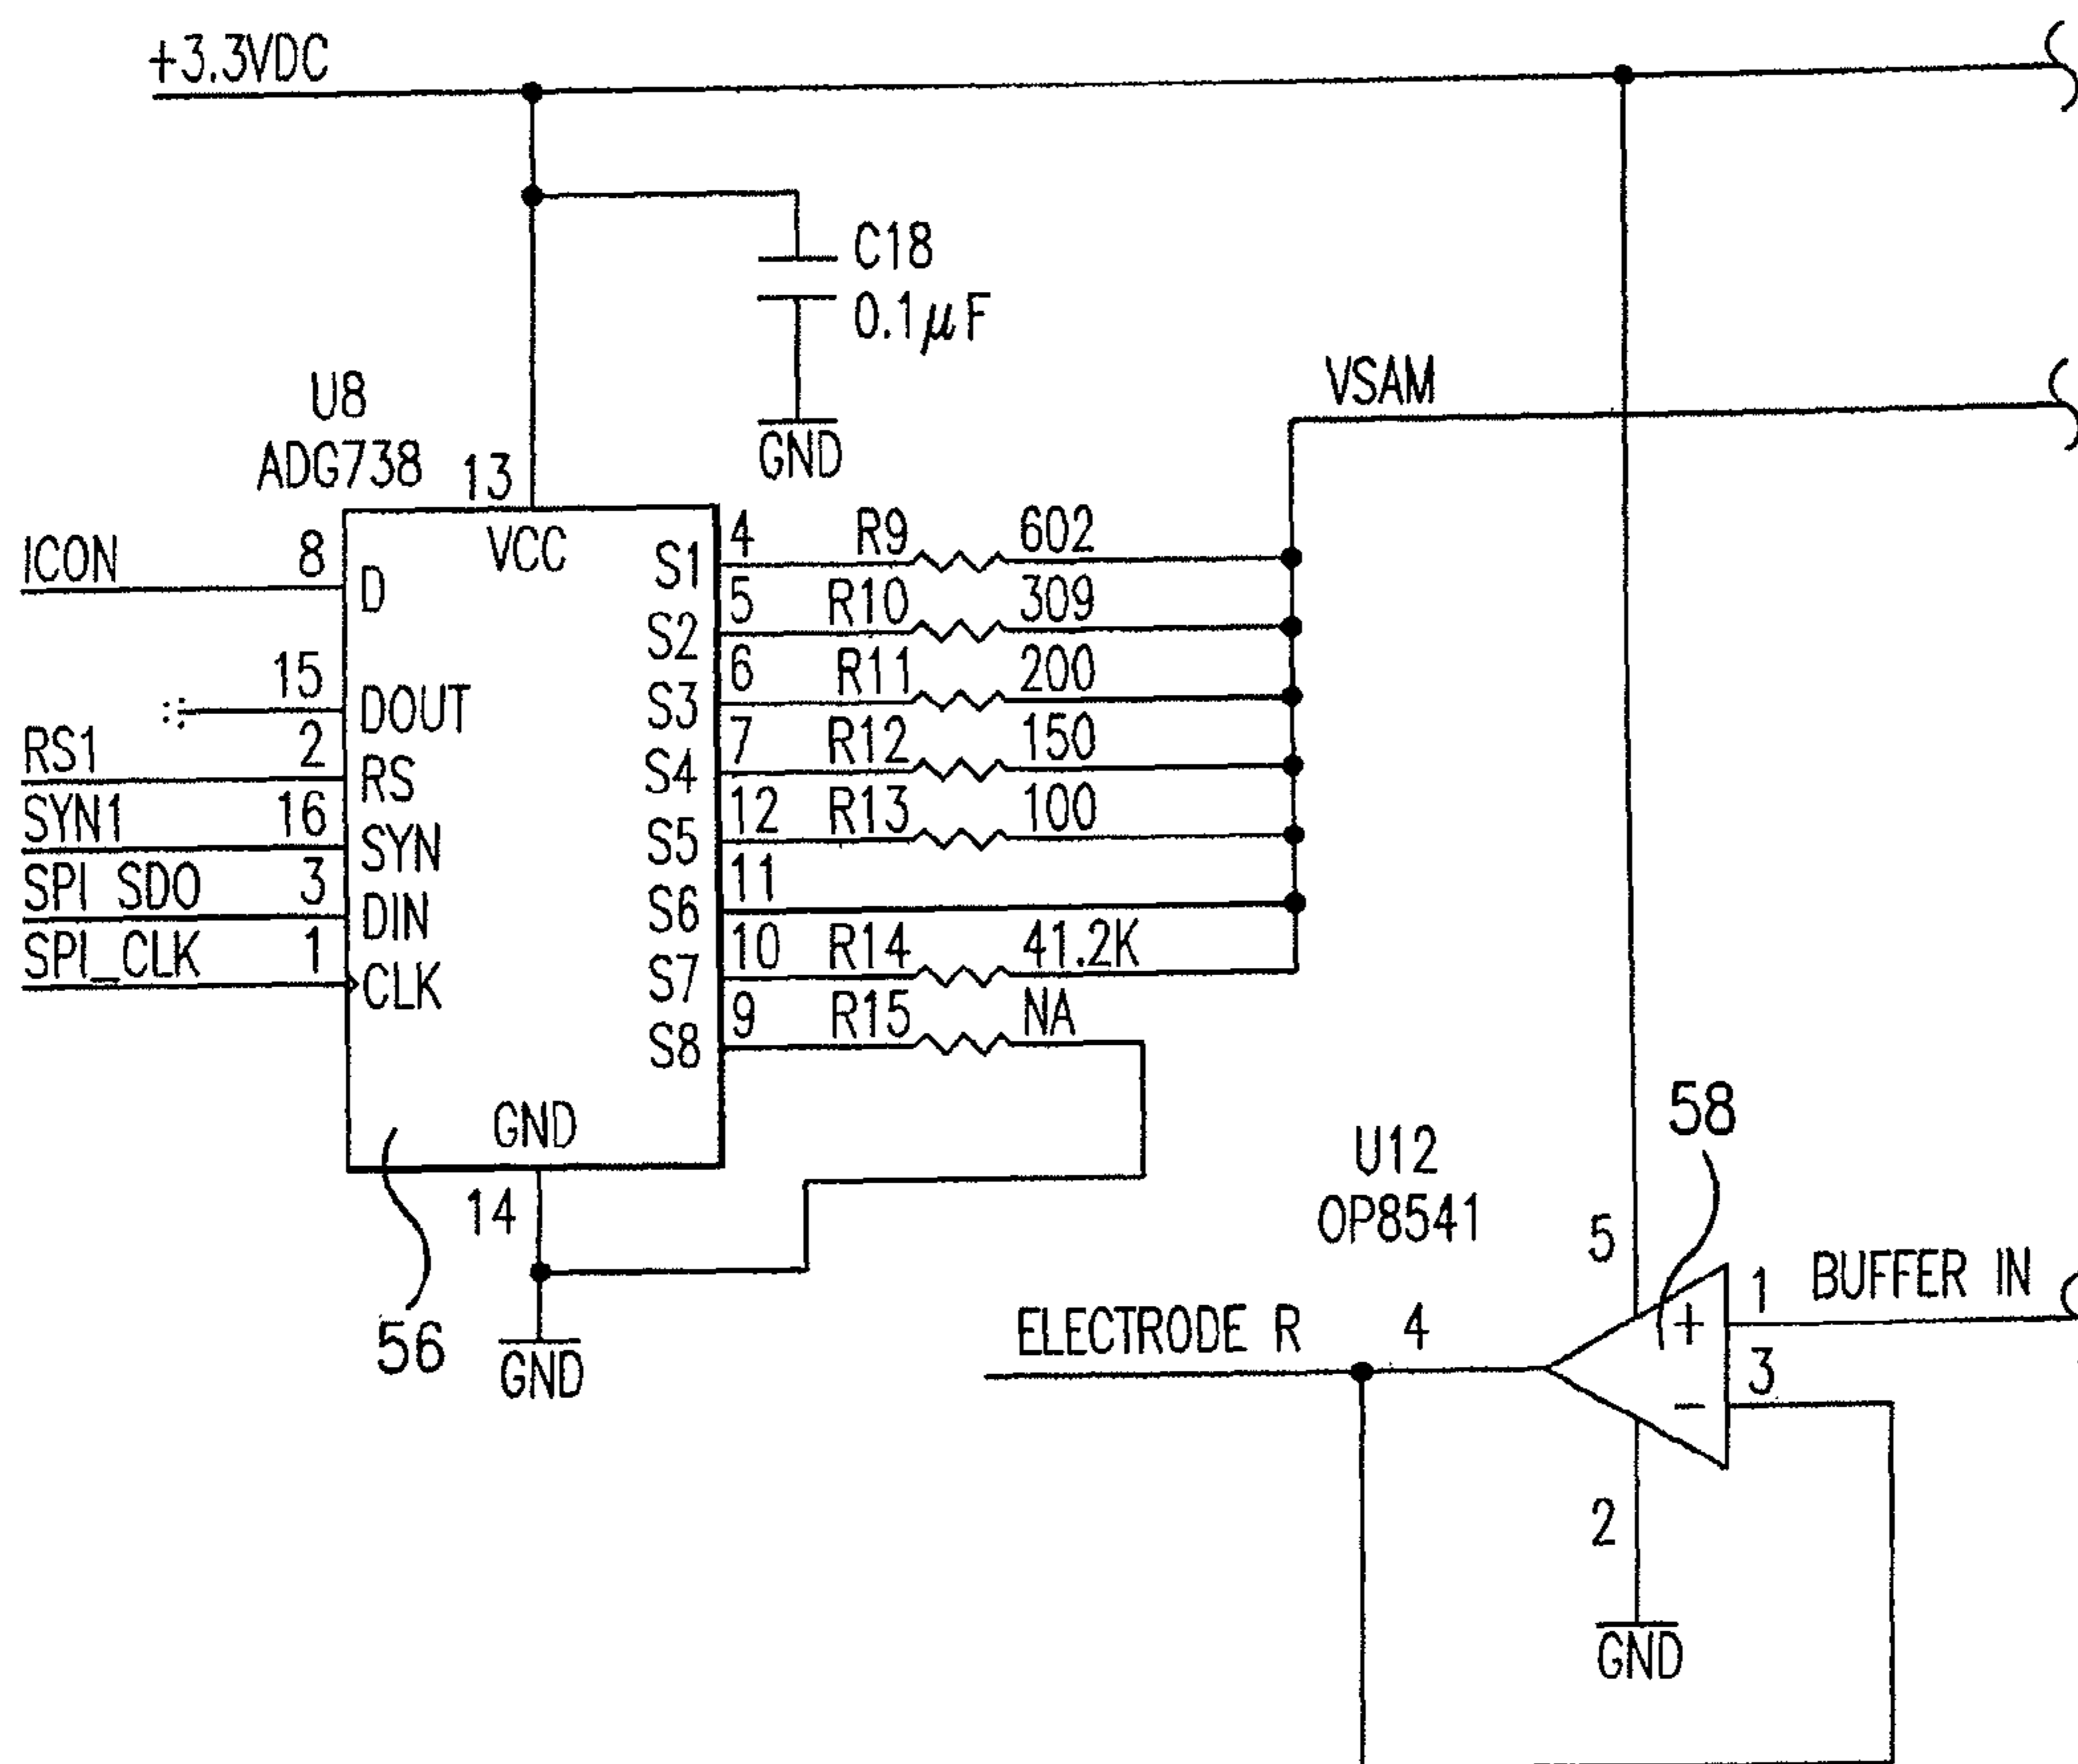 +3.3VDC
C18
0.1µF
GND
VSAM
U8
ADG738
13
VCC
ICON 8 D
15 DOUT
RS1 2 RS
SYN1 16 SYN
SPI_SDO 3 DIN
SPI_CLK 1 CLK
S1 4 R9 602
S2 5 R10 309
S3 6 R11 200
S4 7 R12 150
S5 12 R13 100
S6 11
S7 10 R14 41.2K
S8 9 R15 NA
GND
14
GND
56
58
U12
OP8541
5
+ 1 BUFFER IN
− 3
ELECTRODE R 4
2
GND